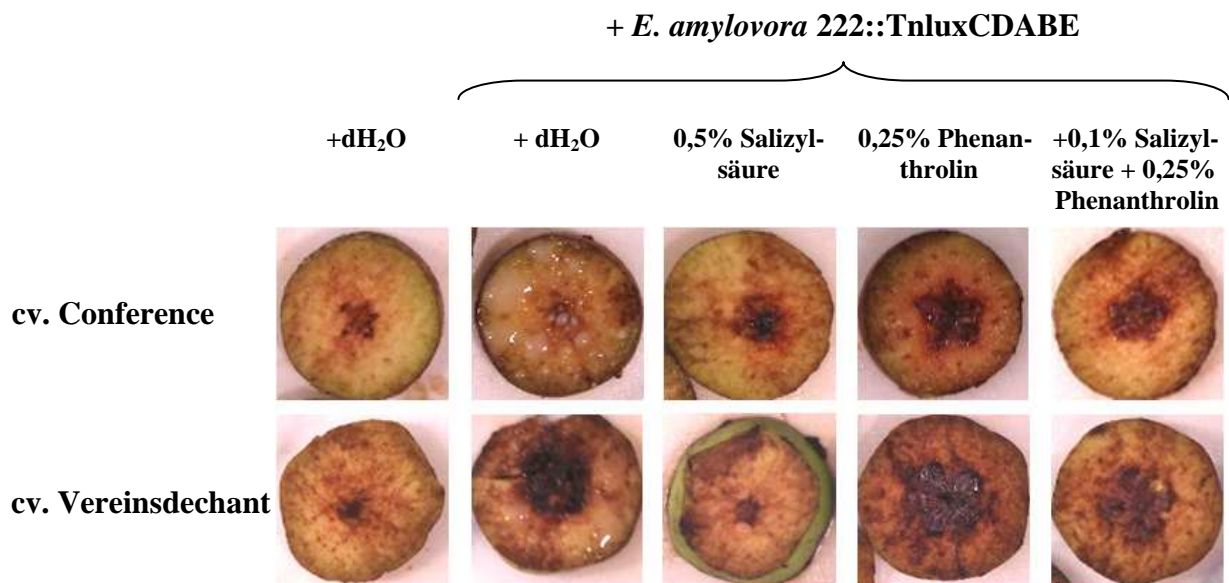 + E. amylovora 222::TnluxCDABE
+dH₂O
+ dH₂O
0,5% Salizyl-
säure
0,25% Phenan-
throlin
+0,1% Salizyl-
säure + 0,25%
Phenanthrolin
cv. Conference
cv. Vereinsdechant